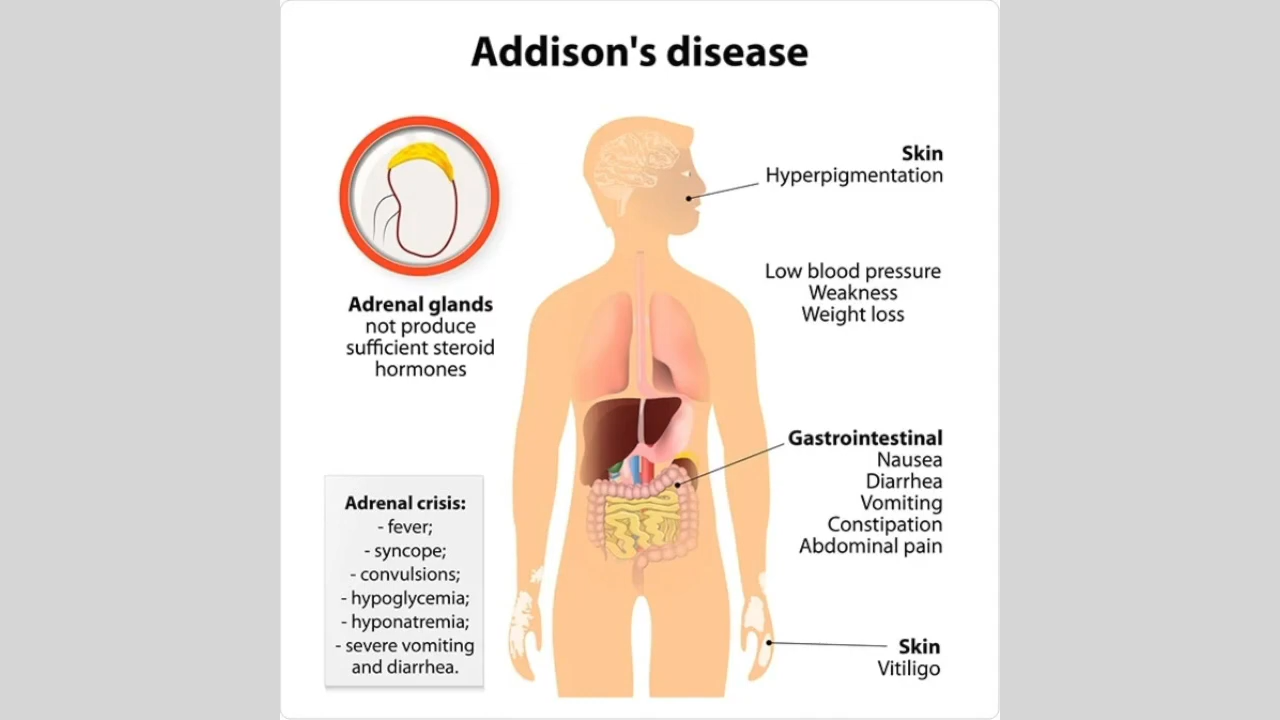 Addison's disease
Adrenal glands
not produce
sufficient steroid
hormones
Adrenal crisis:
- fever;
- syncope;
- convulsions;
- hypoglycemia;
- hyponatremia;
- severe vomiting
and diarrhea.
Skin
Hyperpigmentation
Low blood pressure
Weakness
Weight loss
Gastrointestinal
Nausea
Diarrhea
Vomiting
Constipation
Abdominal pain
Skin
Vitiligo